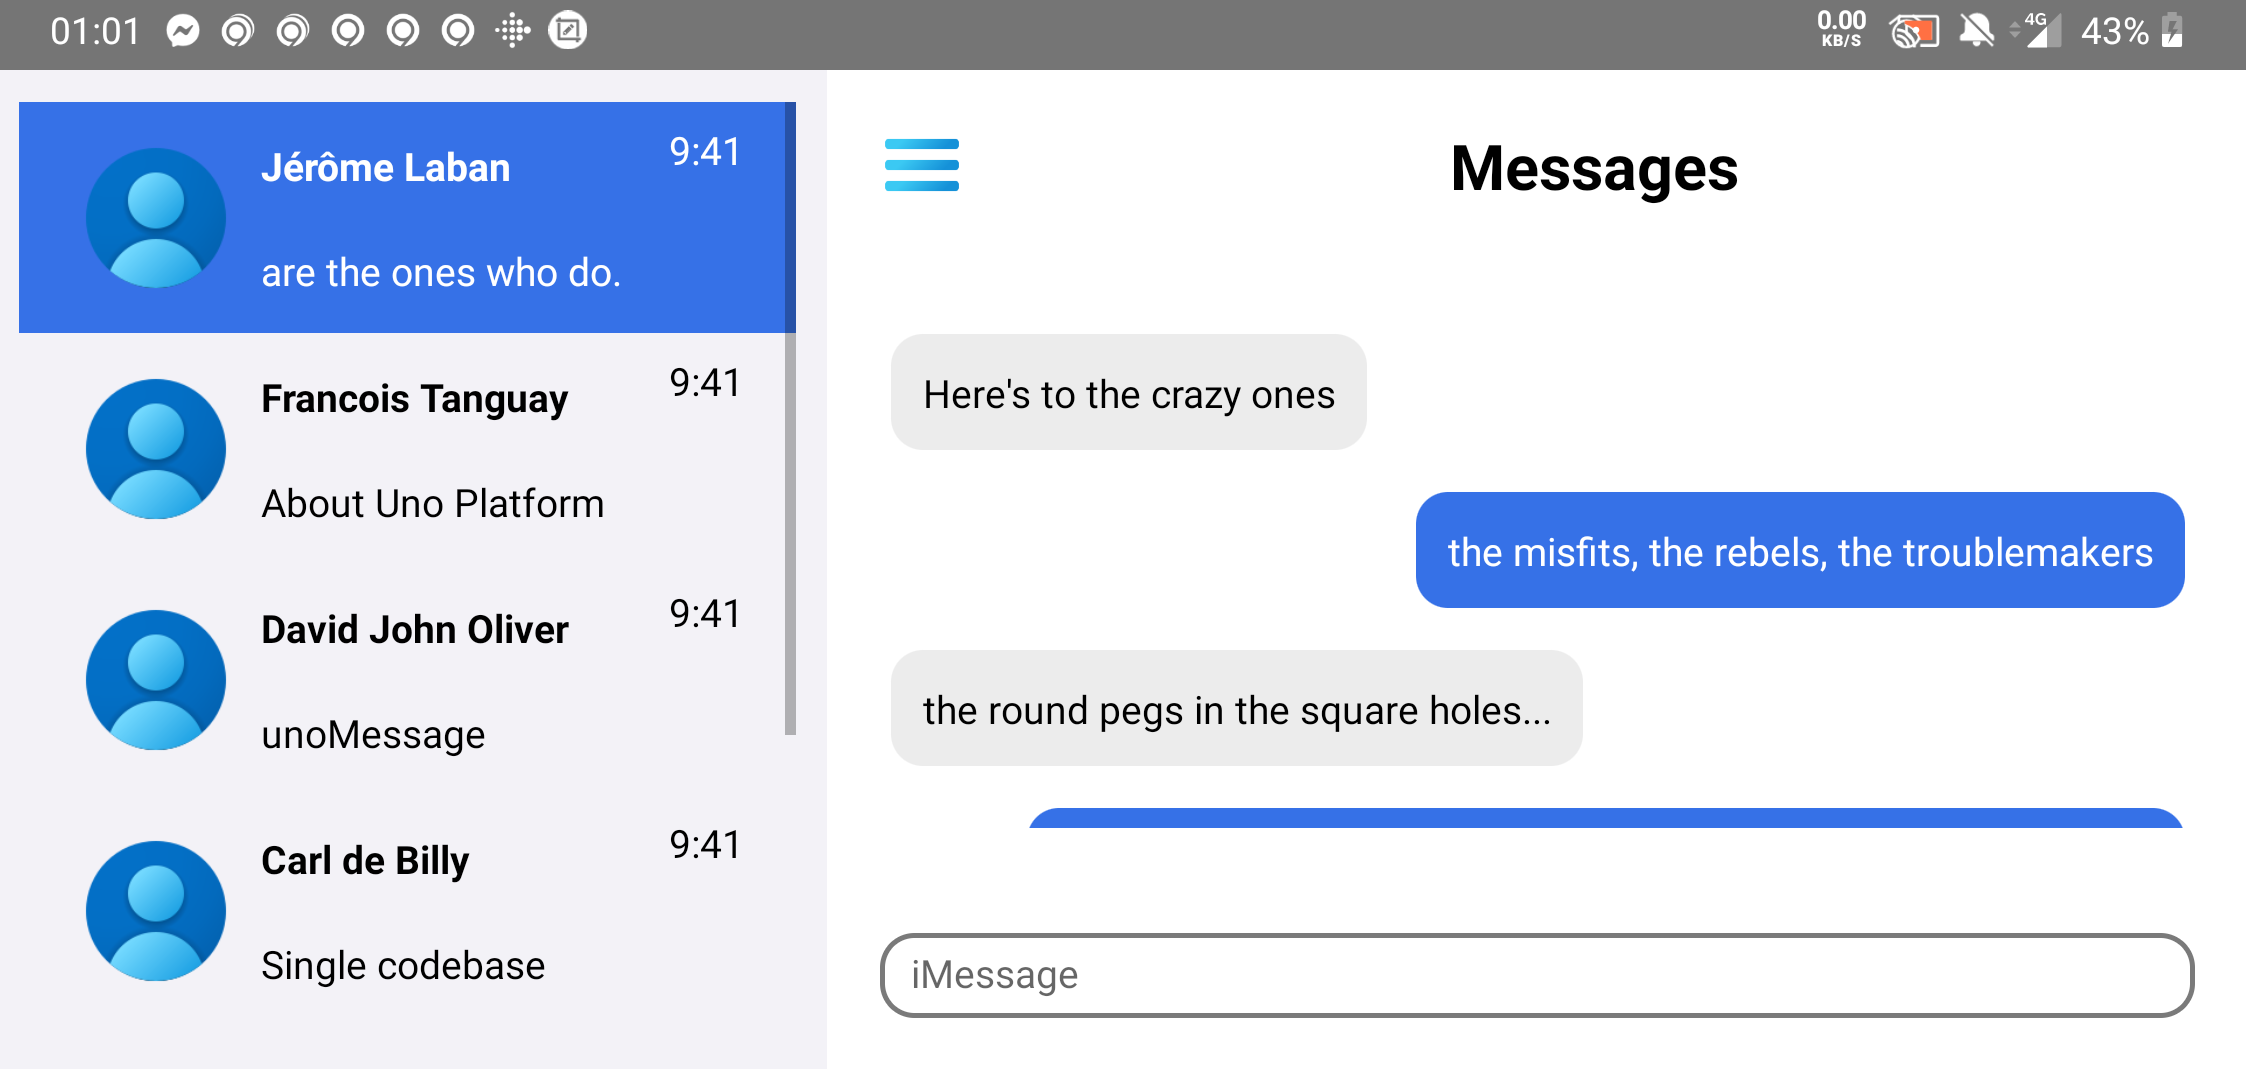 01:01
0.00
KB/S
4G
43%
Jérôme Laban
9:41
are the ones who do.
Francois Tanguay
9:41
About Uno Platform
David John Oliver
9:41
unoMessage
Carl de Billy
9:41
Single codebase
Messages
Here's to the crazy ones
the misfits, the rebels, the troublemakers
the round pegs in the square holes...
iMessage